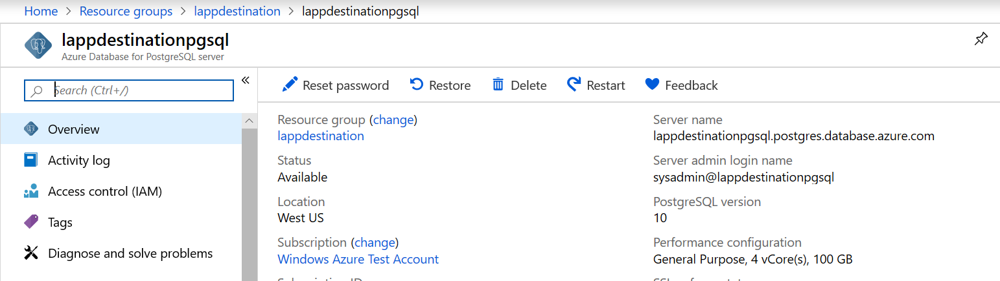 Home > Resource groups > lappdestination > lappdestinationpgsql
lappdestinationpgsql
Azure Database for PostgreSQL server
Search (Ctrl+/)
«
Overview
Activity log
Access control (IAM)
Tags
Diagnose and solve problems
Reset password Restore Delete Restart Feedback
Resource group (change)
lappdestination
Status
Available
Location
West US
Subscription (change)
Windows Azure Test Account
Server name
lappdestinationpgsql.postgres.database.azure.com
Server admin login name
sysadmin@lappdestinationpgsql
PostgreSQL version
10
Performance configuration
General Purpose, 4 vCore(s), 100 GB